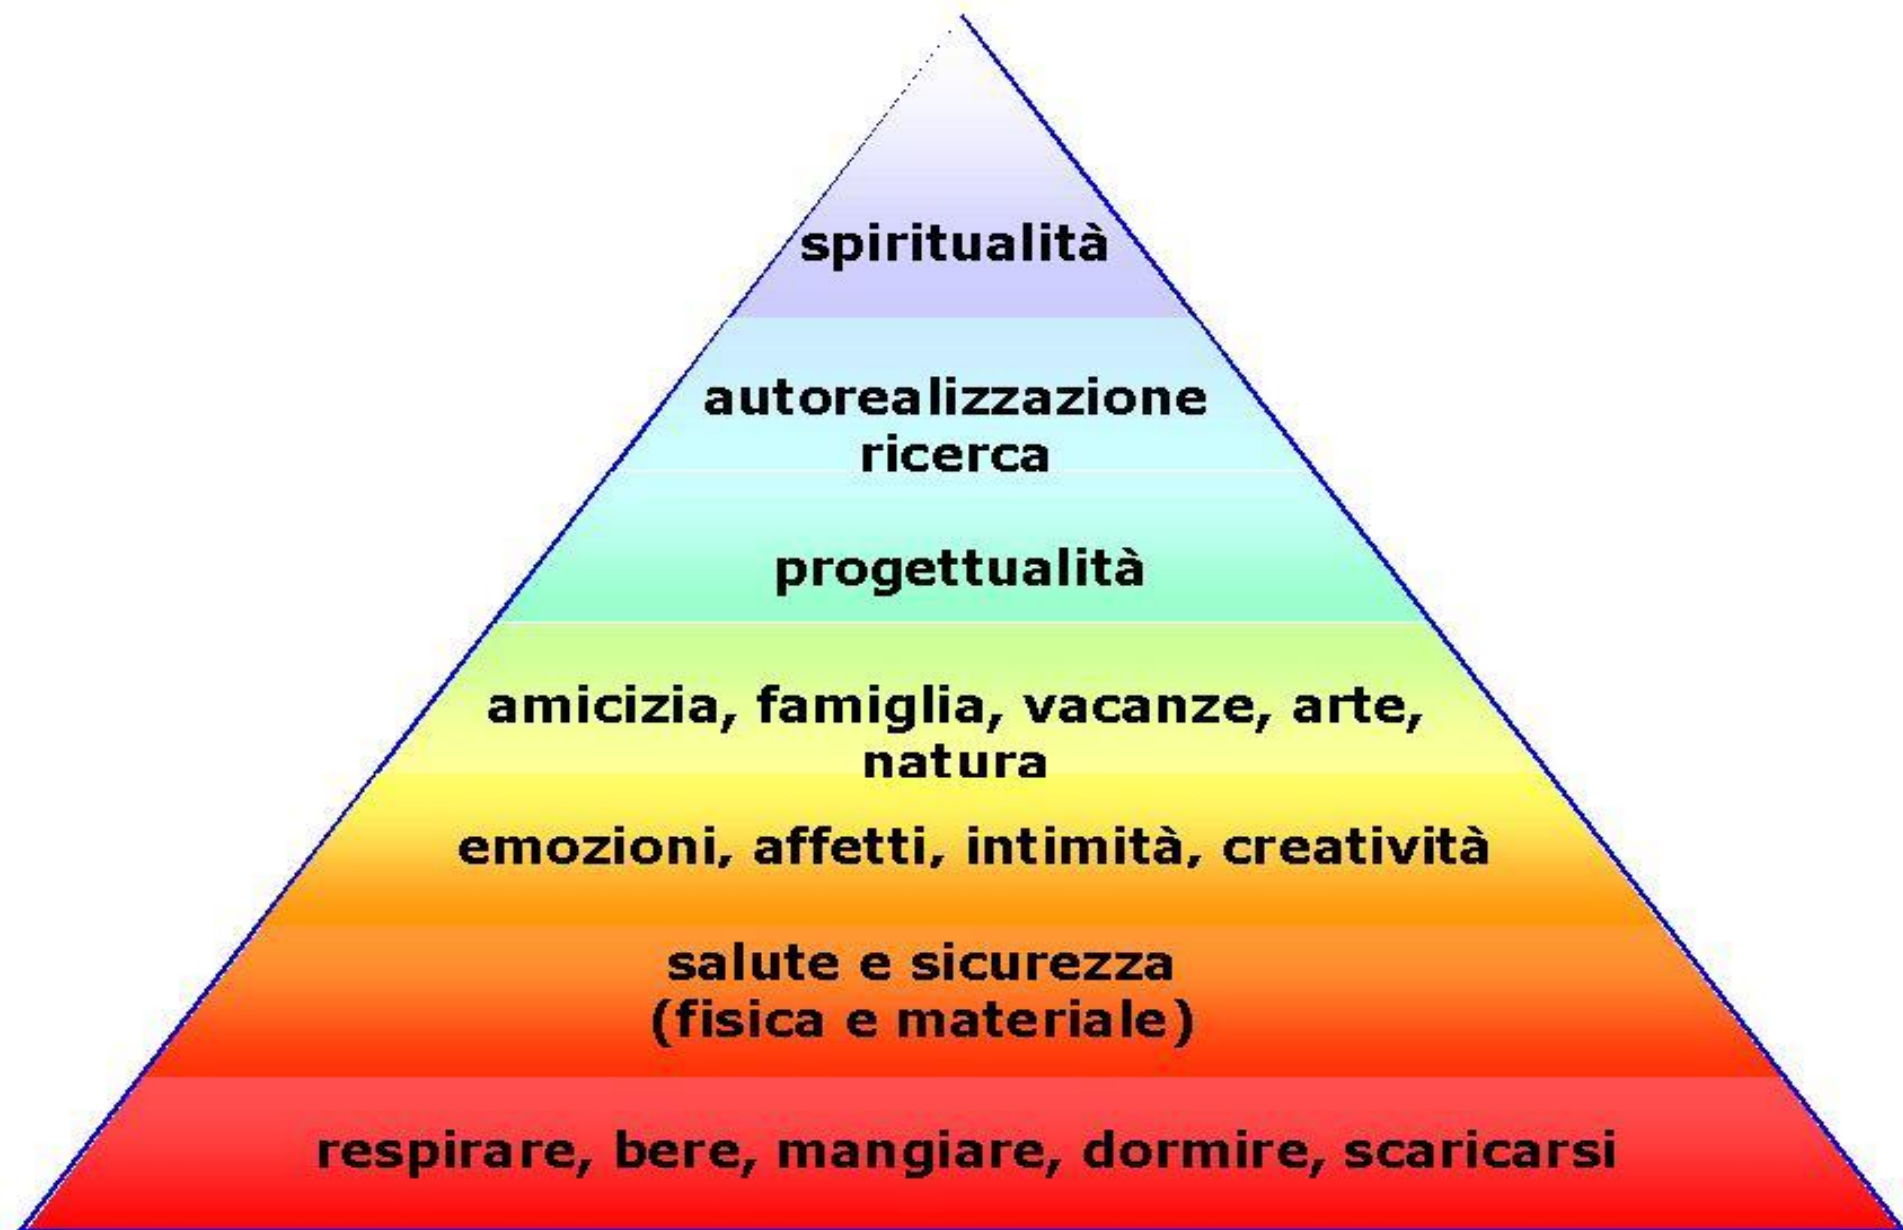 spiritualità
autorealizzazione
ricerca
progettualità
amicizia, famiglia, vacanze, arte,
natura
emozioni, affetti, intimità, creatività
salute e sicurezza
(fisica e materiale)
respirare, bere, mangiare, dormire, scaricarsi